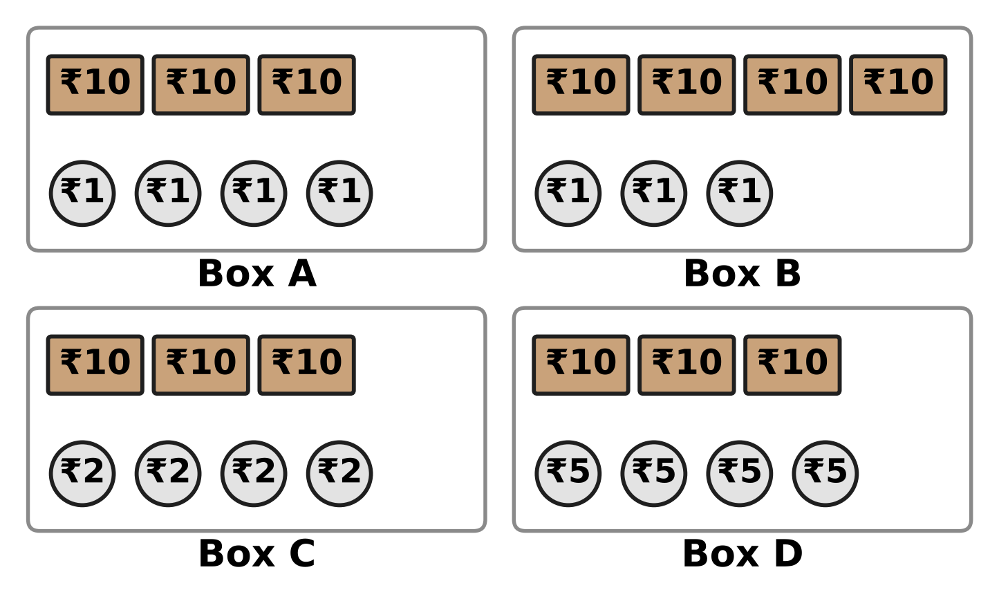 ₹10 ₹10 ₹10
₹1 ₹1 ₹1 ₹1
Box A
₹10 ₹10 ₹10 ₹10
₹1 ₹1 ₹1
Box B
₹10 ₹10 ₹10
₹2 ₹2 ₹2 ₹2
Box C
₹10 ₹10 ₹10
₹5 ₹5 ₹5 ₹5
Box D